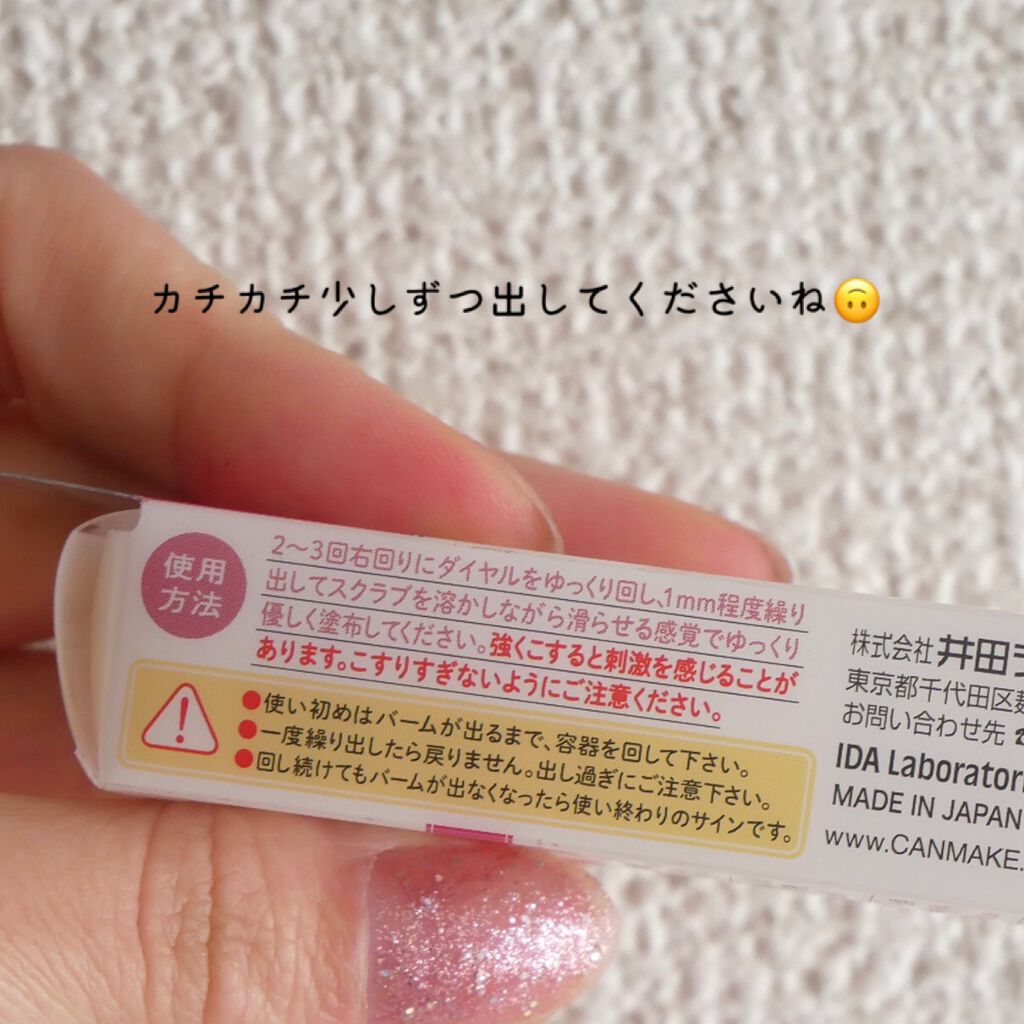 カチカチ少しずつ出してくださいね🙃
使用
方法
2〜3回右回りにダイヤルをゆっくり回し、1mm程度繰り
出してスクラブを溶かしながら滑らせる感覚でゆっくり
優しく塗布してください。強くこすると刺激を感じることが
あります。こすりすぎないようにご注意ください。
●使い初めはバームが出るまで、容器を回して下さい。
●一度繰り出したら戻りません。出し過ぎにご注意下さい。
●回し続けてもバームが出なくなったら使い終わりのサインです。
株式会社井田
東京都千代田区
お問い合わせ先 ☎
IDA Laborator
MADE IN JAPAN
www.CANMAKE.